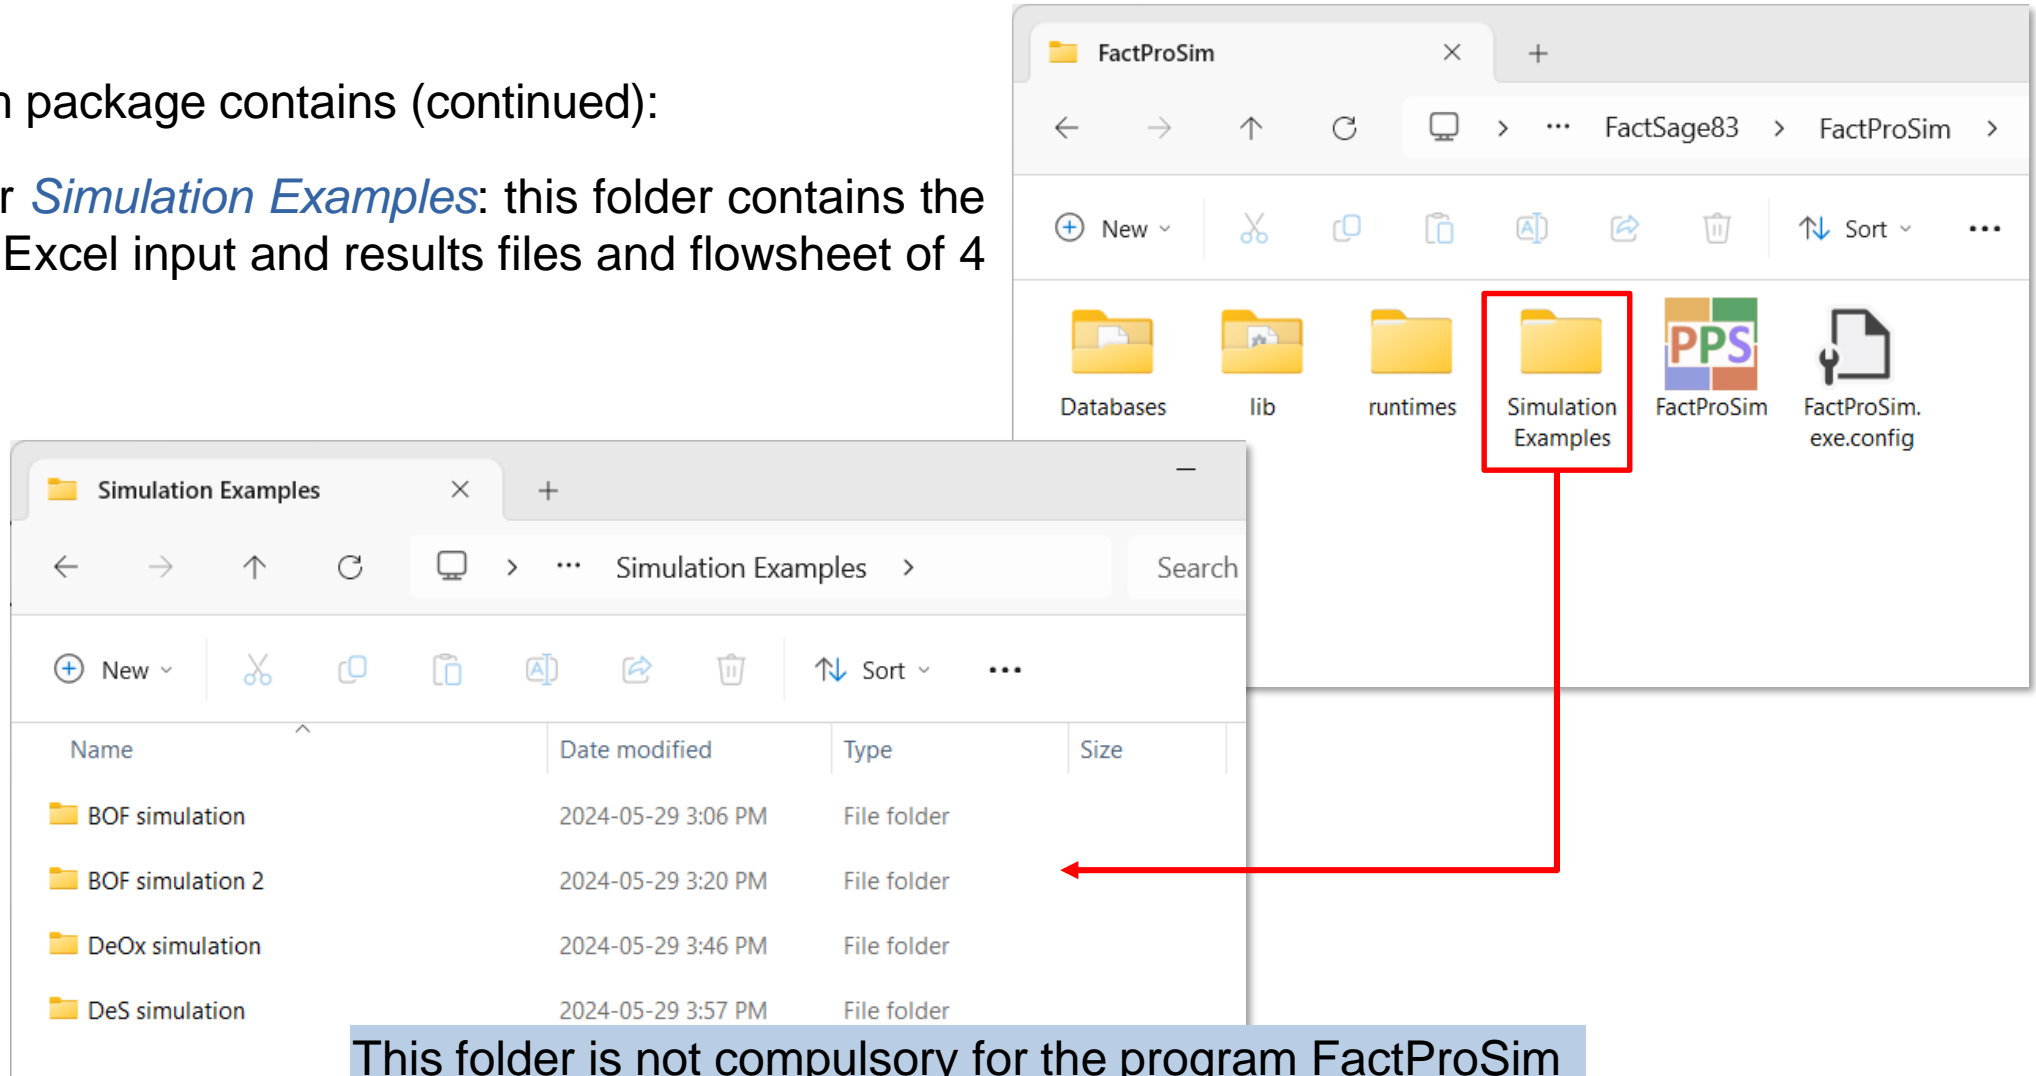 package contains (continued):
Simulation Examples: this folder contains the
Excel input and results files and flowsheet of 4
FactProSim
FactSage83 > FactProSim >
New Sort
Databases
lib
runtimes
Simulation
Examples
PPS
FactProSim
FactProSim.
exe.config
Simulation Examples
Simulation Examples > Search
New Sort
Name Date modified Type Size
BOF simulation 2024-05-29 3:06 PM File folder
BOF simulation 2 2024-05-29 3:20 PM File folder
DeOx simulation 2024-05-29 3:46 PM File folder
DeS simulation 2024-05-29 3:57 PM File folder
This folder is not compulsory for the program FactProSim